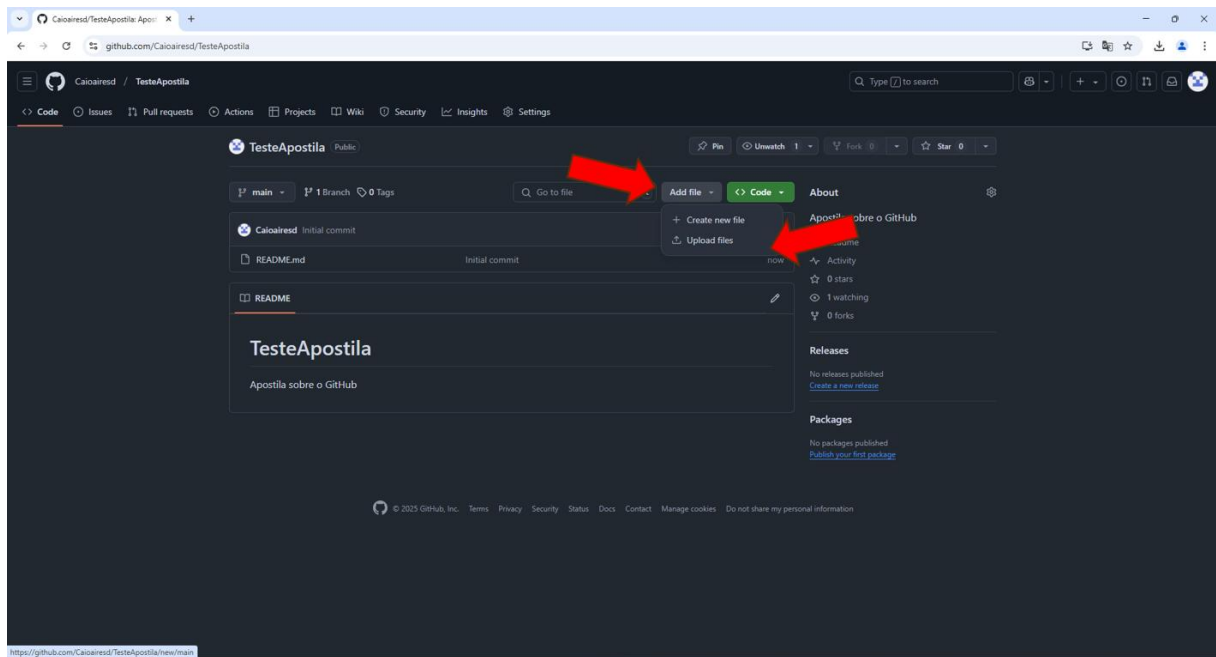 Caioairesd/TesteApostila: Apost
github.com/Caioairesd/TesteApostila
Caioairesd / TesteApostila
Type / to search
Code Issues Pull requests Actions Projects Wiki Security Insights Settings
TesteApostila Public
Pin Unwatch 1 Fork 0 Star 0
main 1 Branch 0 Tags Go to file Add file Code
About
Create new file
Upload files
Apostila sobre o GitHub
Caioairesd Initial commit
README.md Initial commit now
Activity
0 stars
1 watching
0 forks
README
TesteApostila
Apostila sobre o GitHub
Releases
No releases published
Create a new release
Packages
No packages published
Publish your first package
© 2025 GitHub, Inc. Terms Privacy Security Status Docs Contact Manage cookies Do not share my personal information
https://github.com/Caioairesd/TesteApostila/new/main